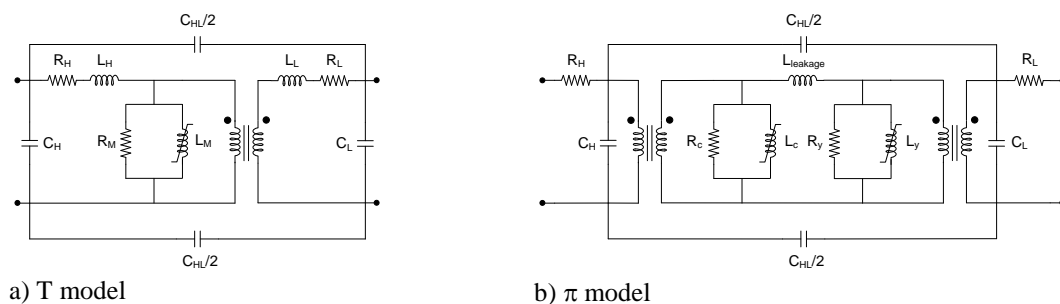 C_HL/2
R_H L_H L_L R_L
C_H R_M L_M C_L
C_HL/2
a) T model
C_HL/2
R_H L_leakage R_L
C_H R_c L_c R_y L_y C_L
C_HL/2
b) π model